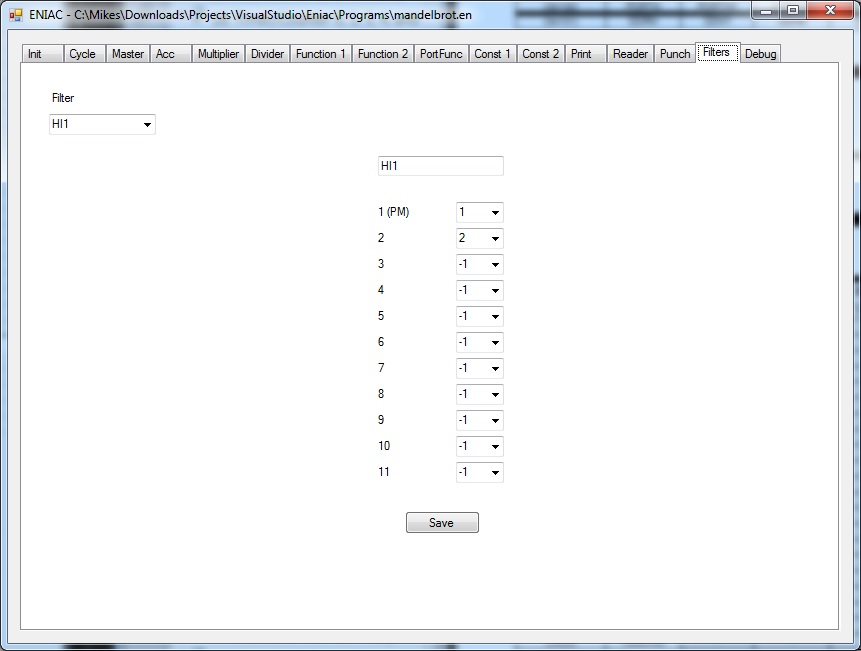 ENIAC - C:\Mikes\Downloads\Projects\VisualStudio\Eniac\Programs\mandelbrot.en
Init Cycle Master Acc Multiplier Divider Function 1 Function 2 PortFunc Const 1 Const 2 Print Reader Punch Filters Debug
Filter
HI1
HI1
1 (PM) 1
2 2
3 -1
4 -1
5 -1
6 -1
7 -1
8 -1
9 -1
10 -1
11 -1
Save